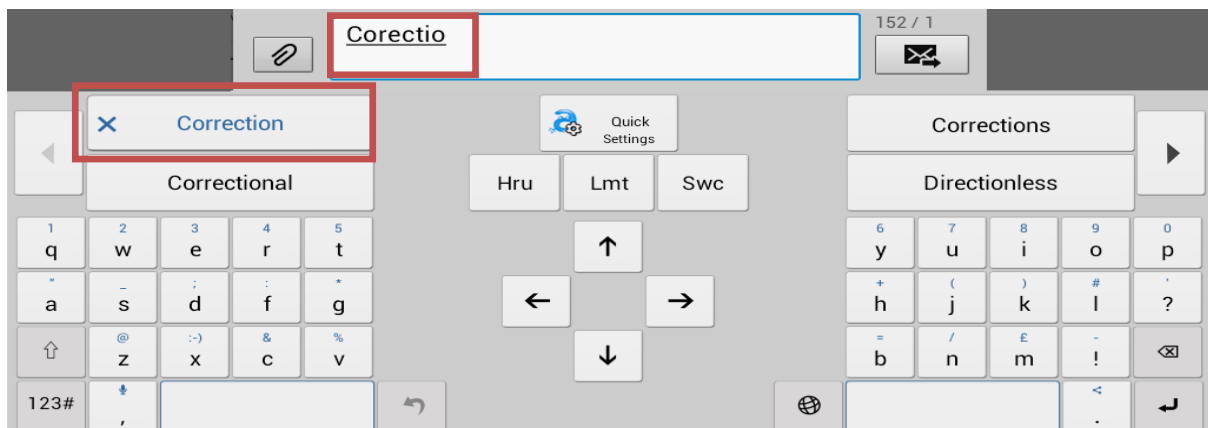 152 / 1
Corectio
Correction
Quick
Settings
Corrections
Correctional
Hru Lmt Swc
Directionless
1 2 3 4 5 6 7 8 9 0
q w e r t y u i o p
" _ ; : * + ( ) # '
a s d f g h j k l ?
@ :-) & % = / £ -
z x c v b n m !
123# , .